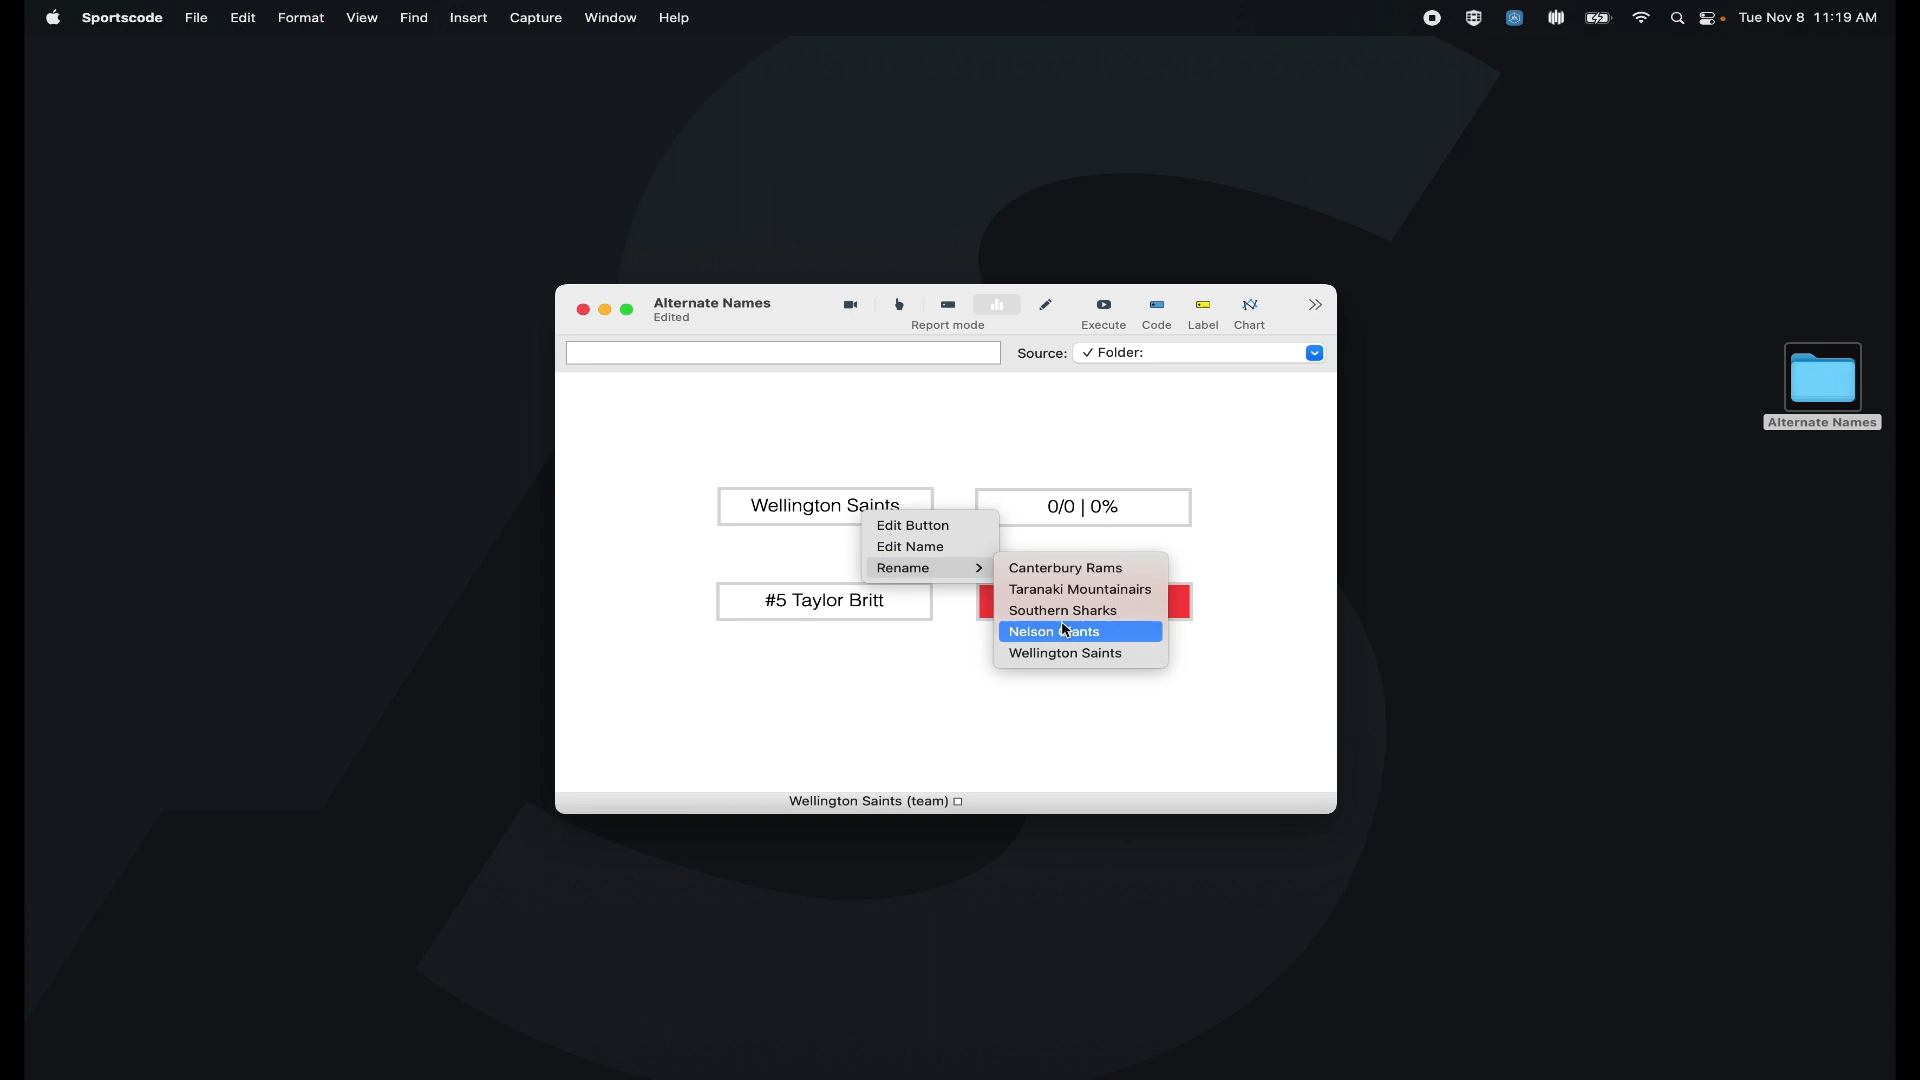 Sportscode File Edit Format View Find Insert Capture Window Help Tue Nov 8 11:19 AM
Alternate Names
Edited
Report mode Execute Code Label Chart
Source: ✓ Folder:
Alternate Names
Wellington Saints 0/0 | 0%
Edit Button
Edit Name
Rename
Canterbury Rams
Taranaki Mountainairs
Southern Sharks
Nelson
Wellington Saints
#5 Taylor Britt
Wellington Saints (team)